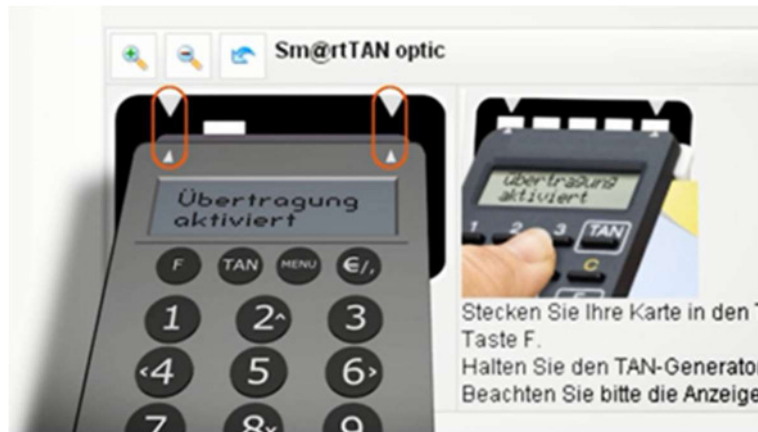 Sm@rtTAN optic
Übertragung
aktiviert
F TAN MENU €/,
1 2^ 3
<4 5 6>
7 8 9
Übertragung
aktiviert
1 2 3 TAN
C
Stecken Sie Ihre Karte in den T
Taste F.
Halten Sie den TAN-Generator
Beachten Sie bitte die Anzeige